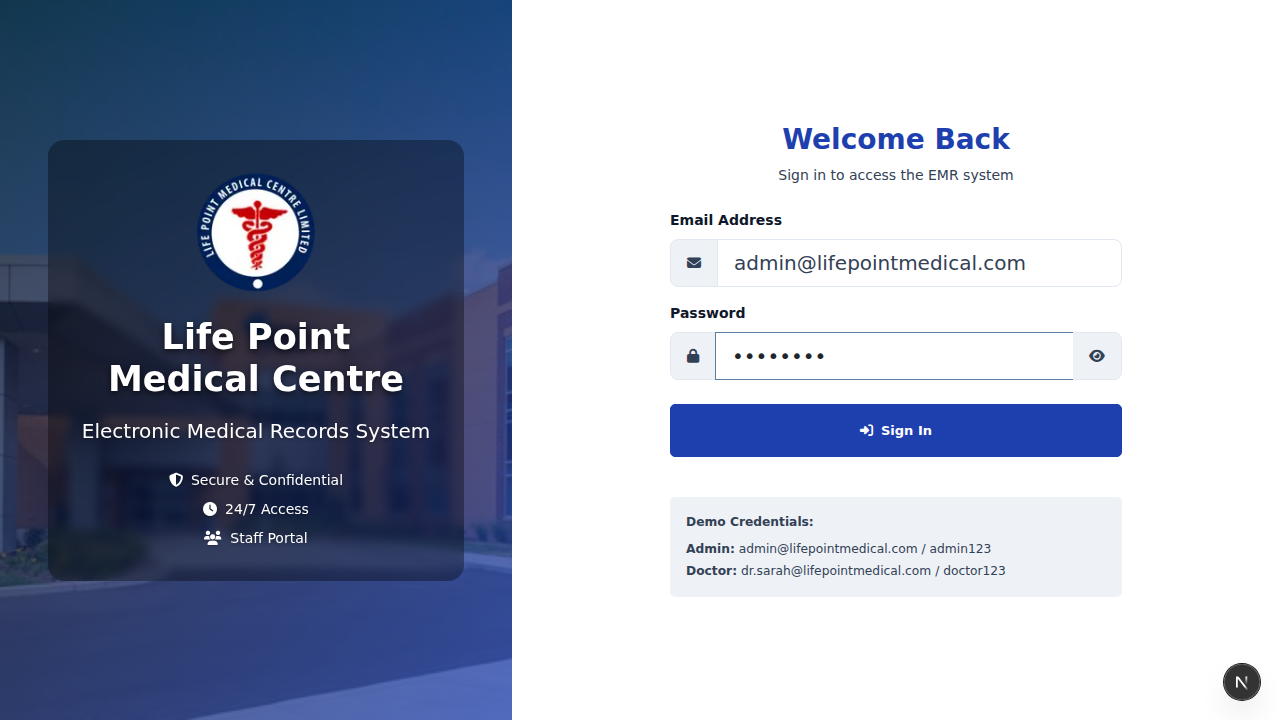 LIFE POINT MEDICAL CENTRE LIMITED
Life Point
Medical Centre
Electronic Medical Records System
Secure & Confidential
24/7 Access
Staff Portal
Welcome Back
Sign in to access the EMR system
Email Address
admin@lifepointmedical.com
Password
••••••••
Sign In
Demo Credentials:
Admin: admin@lifepointmedical.com / admin123
Doctor: dr.sarah@lifepointmedical.com / doctor123
N